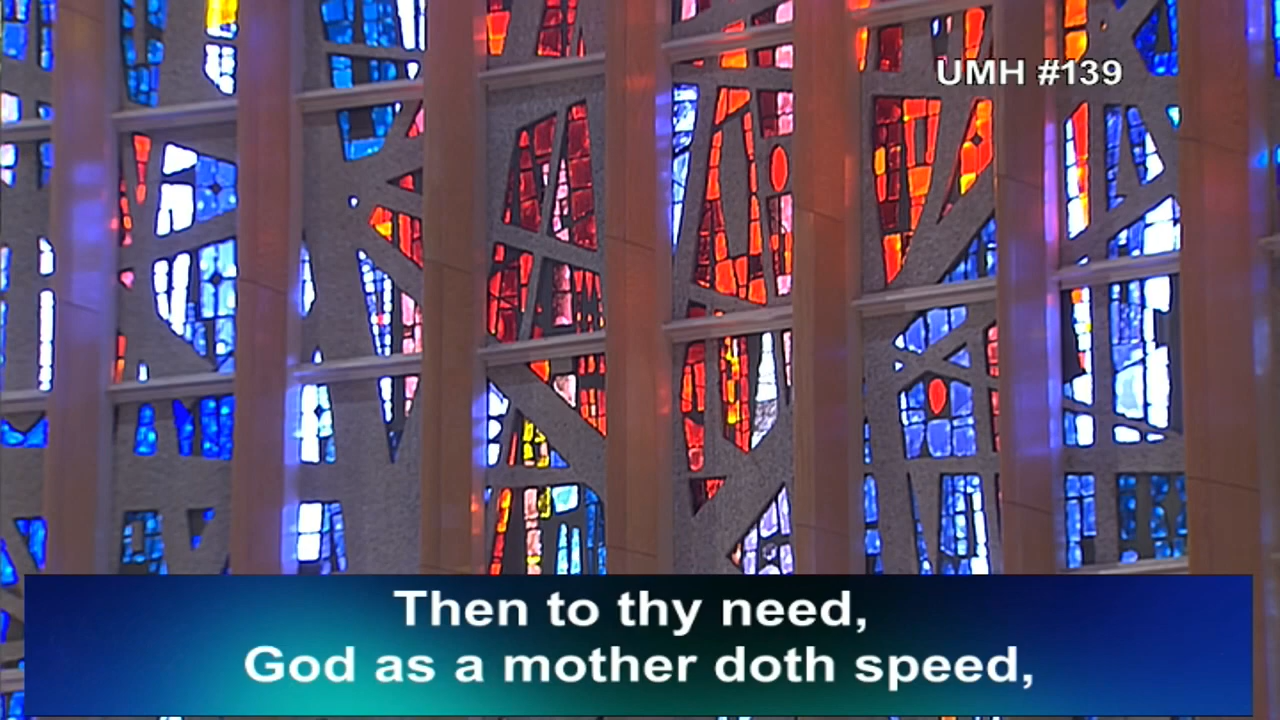 UMH #139
Then to thy need,
God as a mother doth speed,